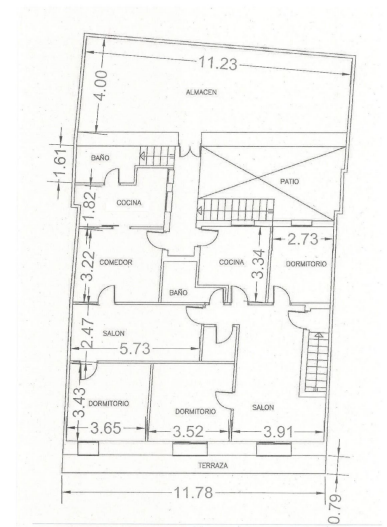 11.23
4.00
ALMACEN
1.61
BAÑO
PATIO
1.82
COCINA
2.73
3.22
COMEDOR
COCINA
3.34
DORMITORIO
BAÑO
2.47
SALON
5.73
3.43
DORMITORIO
DORMITORIO
SALON
3.65
3.52
3.91
TERRAZA
11.78
0.79